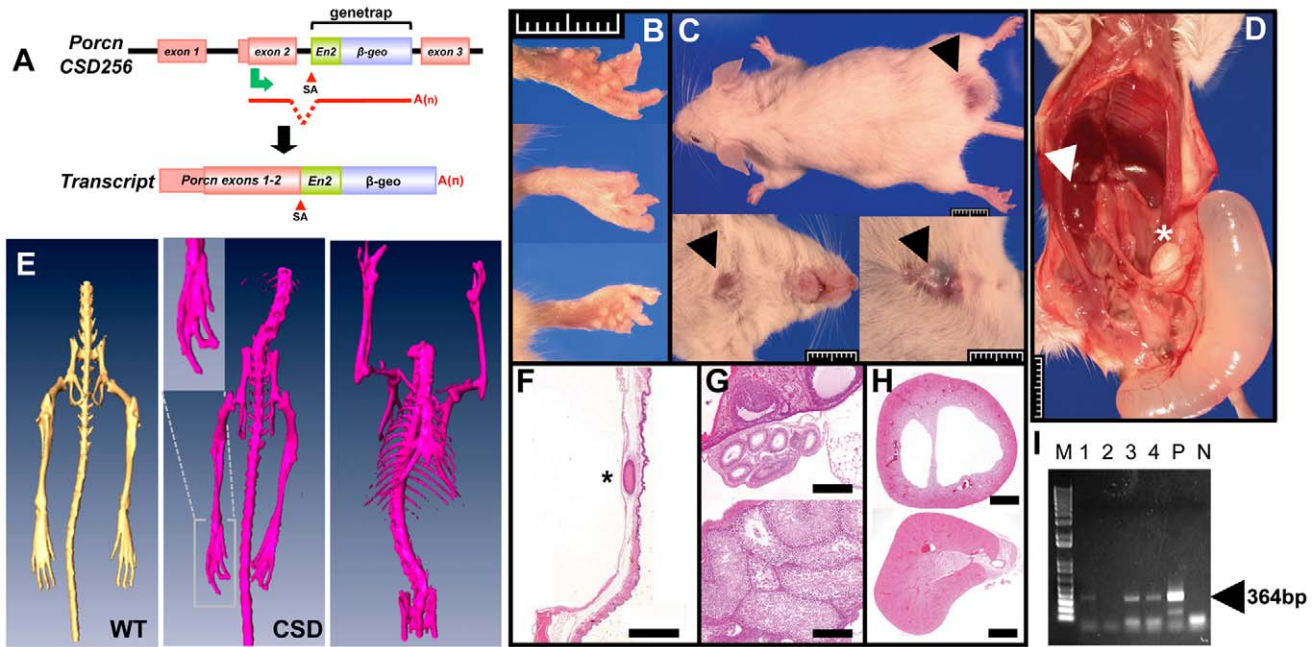 A
genetrap
Porcn
CSD256
exon 1
exon 2
En2
β-geo
exon 3
SA
A(n)
Transcript
Porcn exons 1-2
En2
β-geo
A(n)
SA
B
C
D
*
E
WT
CSD
F
*
G
H
I
M 1 2 3 4 P N
364bp